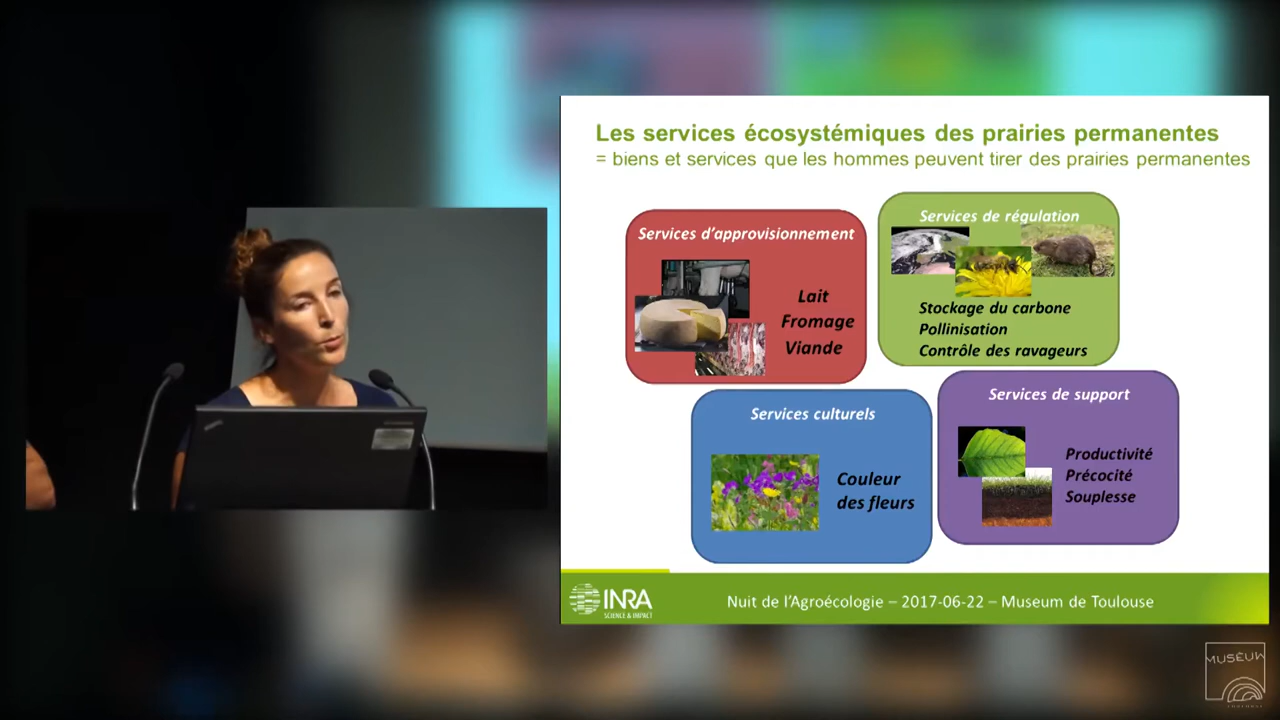 Les services écosystémiques des prairies permanentes
= biens et services que les hommes peuvent tirer des prairies permanentes
Services d'approvisionnement
Lait
Fromage
Viande
Services de régulation
Stockage du carbone
Pollinisation
Contrôle des ravageurs
Services culturels
Couleur
des fleurs
Services de support
Productivité
Précocité
Souplesse
INRA
SCIENCE & IMPACT
Nuit de l'Agroécologie – 2017-06-22 – Museum de Toulouse
MUSEUM